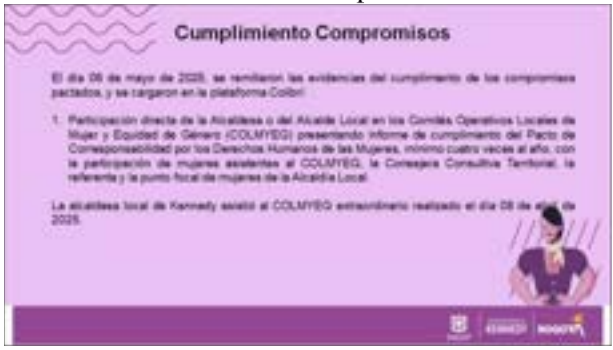 Cumplimiento Compromisos
El día 09 de mayo de 2025, se remitieron las evidencias del cumplimiento de los compromisos
pactados, y se cargaron en la plataforma Colibrí
1. Participación directa de la Alcaldesa o del Alcalde Local en los Comités Operativos Locales de
Mujer y Equidad de Género (COLMYEG) presentando informe de cumplimiento del Pacto de
Corresponsabilidad por los Derechos Humanos de las Mujeres, mínimo cuatro veces al año, con
la participación de mujeres asistentes al COLMYEG, la Consejera Consultiva Territorial, la
referente y la punto focal de mujeres de la Alcaldía Local.
La alcaldesa local de Kennedy asistió al COLMYEG extraordinario realizado el día 08 de abril de
2025.
KENNEDY BOGOTÁ